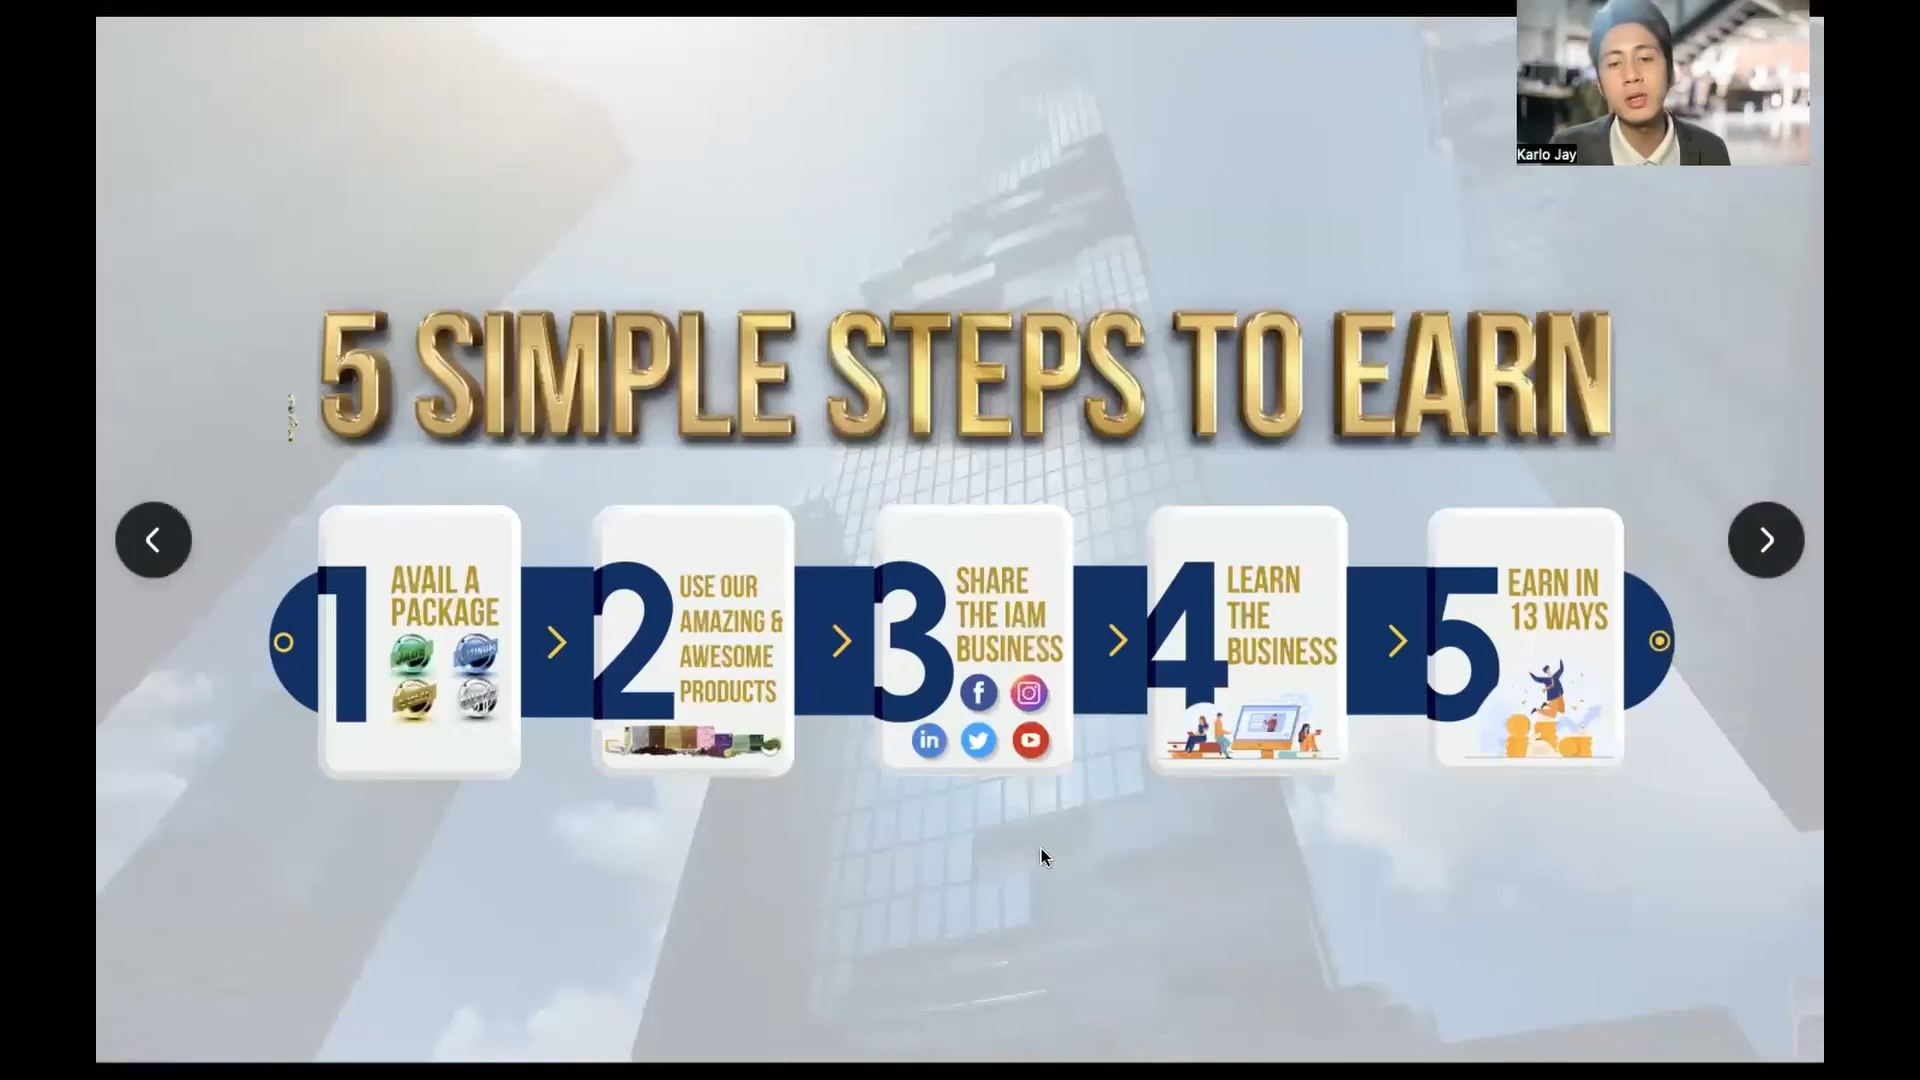 Karlo Jay
5 SIMPLE STEPS TO EARN
1
AVAIL A
PACKAGE
2
USE OUR
AMAZING &
AWESOME
PRODUCTS
3
SHARE
THE IAM
BUSINESS
4
LEARN
THE
BUSINESS
5
EARN IN
13 WAYS